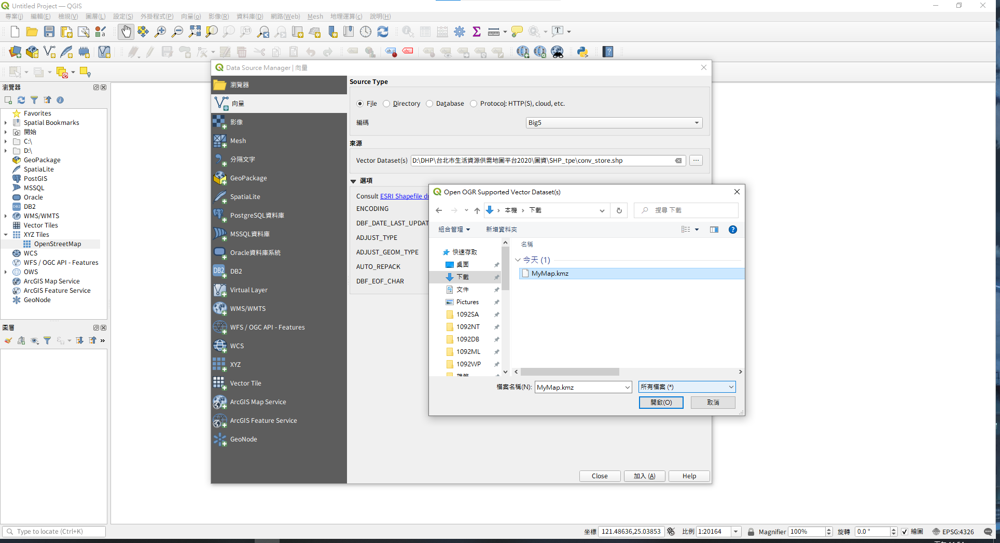 Untitled Project — QGIS
專案(J) 編輯(E) 檢視(V) 圖層(L) 設定(S) 外掛程式(P) 向量(O) 影像(R) 資料庫(D) 網路(Web) Mesh 地理運算(C) 說明(H)
Data Source Manager | 向量
瀏覽器
Favorites
Spatial Bookmarks
開始
C:\
D:\
GeoPackage
SpatiaLite
PostGIS
MSSQL
Oracle
DB2
WMS/WMTS
Vector Tiles
XYZ Tiles
OpenStreetMap
WCS
WFS / OGC API - Features
OWS
ArcGIS Map Service
ArcGIS Feature Service
GeoNode
圖層
瀏覽器
向量
影像
Mesh
分隔文字
GeoPackage
SpatiaLite
PostgreSQL資料庫
MSSQL資料庫
Oracle資料庫系統
DB2
Virtual Layer
WMS/WMTS
WFS / OGC API - Features
WCS
XYZ
Vector Tile
ArcGIS Map Service
ArcGIS Feature Service
GeoNode
Source Type
File Directory Database Protocol: HTTP(S), cloud, etc.
編碼 Big5
來源
Vector Dataset(s) D:\DHP\台北市生活資源供需地圖平台2020\圖資\SHP_tpe\conv_store.shp …
選項
Consult ESRI Shapefile
ENCODING
DBF_DATE_LAST_UPDAT
ADJUST_TYPE
ADJUST_GEOM_TYPE
AUTO_REPACK
DBF_EOF_CHAR
Open OGR Supported Vector Dataset(s)
本機 下載 搜尋 下載
組合管理 新增資料夾
名稱
快速存取
桌面
下載
文件
Pictures
1092SA
1092NT
1092DB
1092ML
1092WP
今天 (1)
MyMap.kmz
檔案名稱(N): MyMap.kmz 所有檔案 (*)
開啟(O) 取消
Close 加入 (A) Help
Type to locate (Ctrl+K) 坐標 121.48636,25.03853 比例 1:20164 Magnifier 100% 旋轉 0.0 ° 繪圖 EPSG:4326